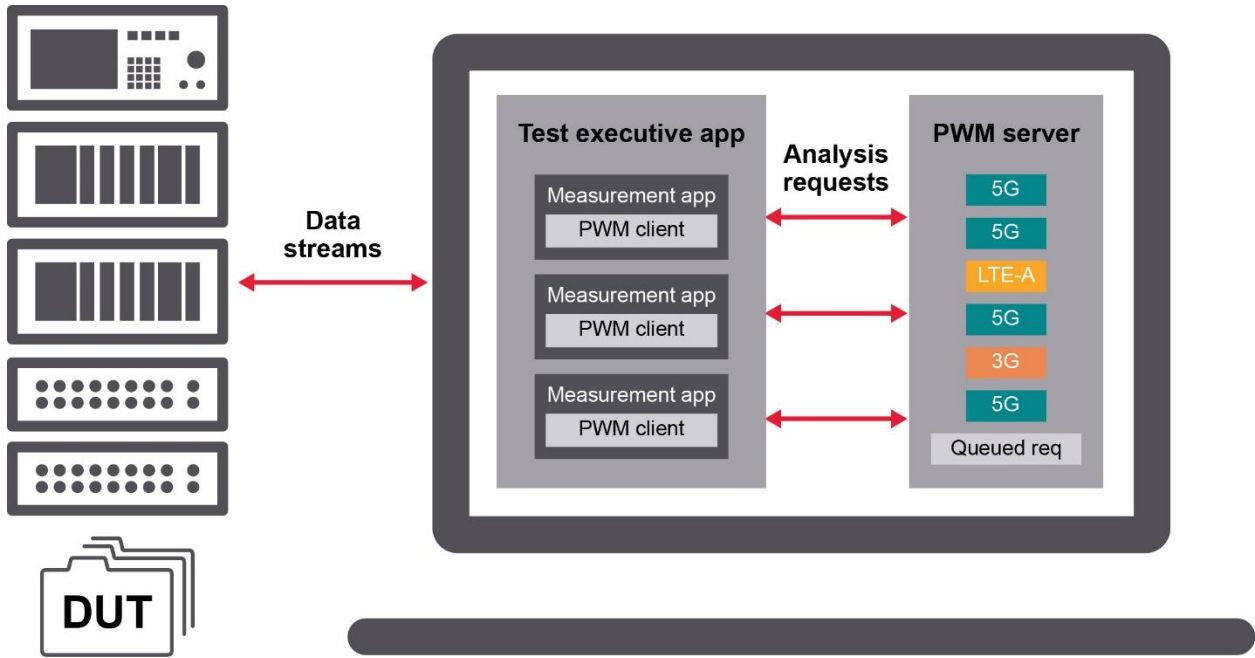 DUT
Data
streams
Test executive app
Measurement app
PWM client
Measurement app
PWM client
Measurement app
PWM client
Analysis
requests
PWM server
5G
5G
LTE-A
5G
3G
5G
Queued req